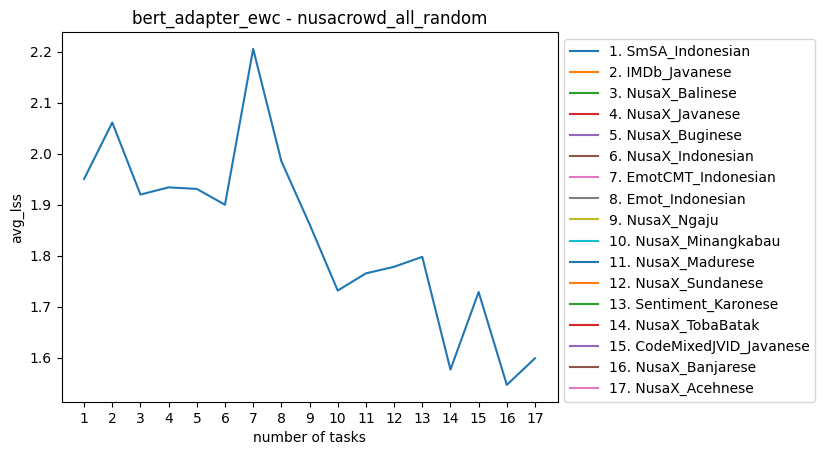 bert_adapter_ewc - nusacrowd_all_random
avg_lss
2.2
2.1
2.0
1.9
1.8
1.7
1.6
1 2 3 4 5 6 7 8 9 10 11 12 13 14 15 16 17
number of tasks
1. SmSA_Indonesian
2. IMDb_Javanese
3. NusaX_Balinese
4. NusaX_Javanese
5. NusaX_Buginese
6. NusaX_Indonesian
7. EmotCMT_Indonesian
8. Emot_Indonesian
9. NusaX_Ngaju
10. NusaX_Minangkabau
11. NusaX_Madurese
12. NusaX_Sundanese
13. Sentiment_Karonese
14. NusaX_TobaBatak
15. CodeMixedJVID_Javanese
16. NusaX_Banjarese
17. NusaX_Acehnese